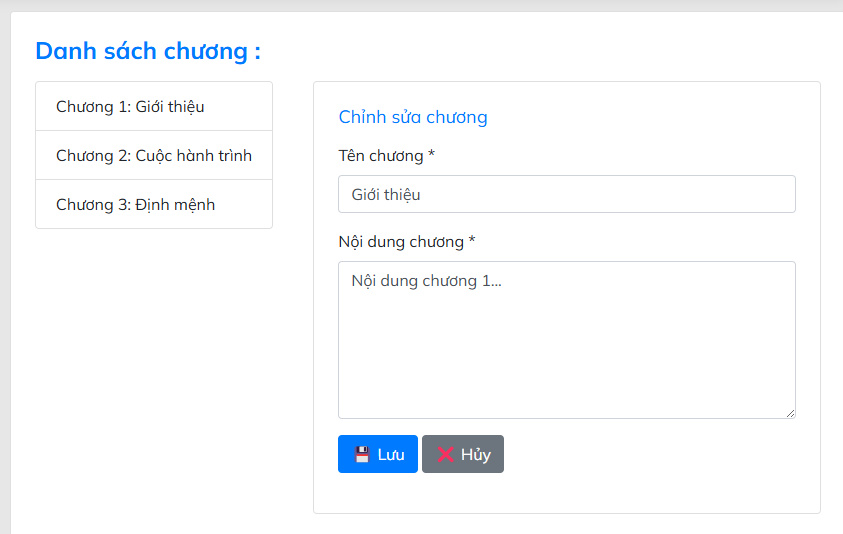 Danh sách chương :
Chương 1: Giới thiệu
Chương 2: Cuộc hành trình
Chương 3: Định mệnh
Chỉnh sửa chương
Tên chương *
Giới thiệu
Nội dung chương *
Nội dung chương 1...
💾 Lưu
❌ Hủy